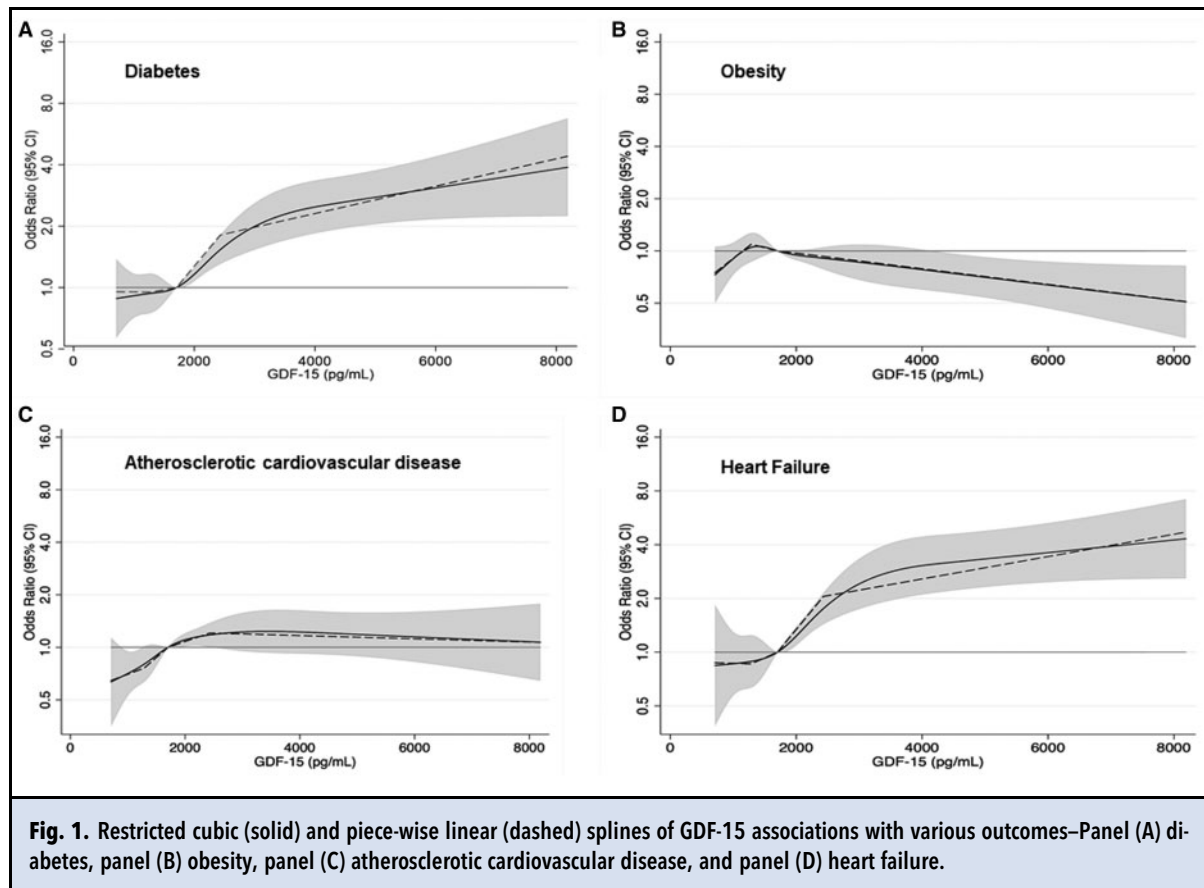 A
16.0
8.0
4.0
2.0
1.0
0.5
Odds Ratio (95% CI)
Diabetes
0 2000 4000 6000 8000
GDF-15 (pg/mL)
B
16.0
8.0
4.0
2.0
1.0
0.5
Odds Ratio (95% CI)
Obesity
0 2000 4000 6000 8000
GDF-15 (pg/mL)
C
16.0
8.0
4.0
2.0
1.0
0.5
Odds Ratio (95% CI)
Atherosclerotic cardiovascular disease
0 2000 4000 6000 8000
GDF-15 (pg/mL)
D
16.0
8.0
4.0
2.0
1.0
0.5
Odds Ratio (95% CI)
Heart Failure
0 2000 4000 6000 8000
GDF-15 (pg/mL)
Fig. 1. Restricted cubic (solid) and piece-wise linear (dashed) splines of GDF-15 associations with various outcomes–Panel (A) di-
abetes, panel (B) obesity, panel (C) atherosclerotic cardiovascular disease, and panel (D) heart failure.